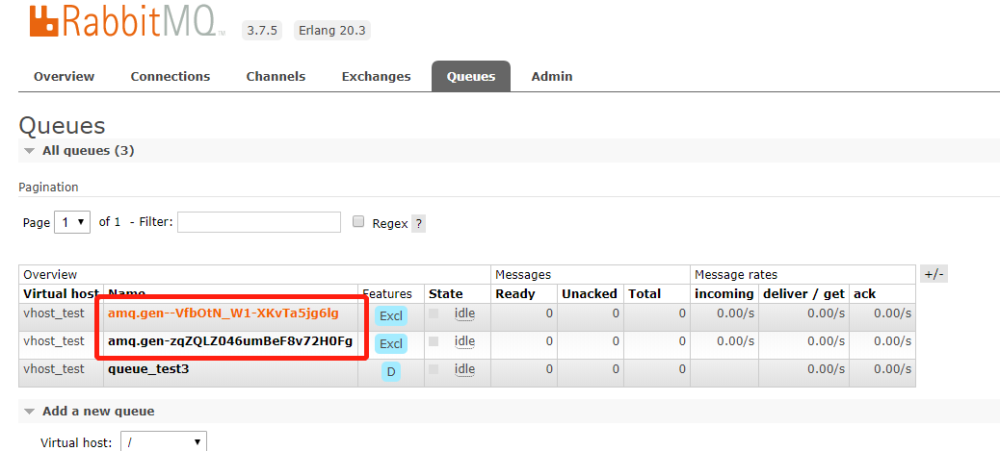 RabbitMQ TM 3.7.5 Erlang 20.3
Overview Connections Channels Exchanges Queues Admin
Queues
All queues (3)
Pagination
Page 1 of 1 - Filter: Regex ?
Overview Messages Message rates +/-
Virtual host Name Features State Ready Unacked Total incoming deliver / get ack
vhost_test amq.gen--VfbOtN_W1-XKvTa5jg6lg Excl idle 0 0 0 0.00/s 0.00/s 0.00/s
vhost_test amq.gen-zqZQLZ046umBeF8v72H0Fg Excl idle 0 0 0 0.00/s 0.00/s 0.00/s
vhost_test queue_test3 D idle 0 0 0 0.00/s 0.00/s
Add a new queue
Virtual host: /